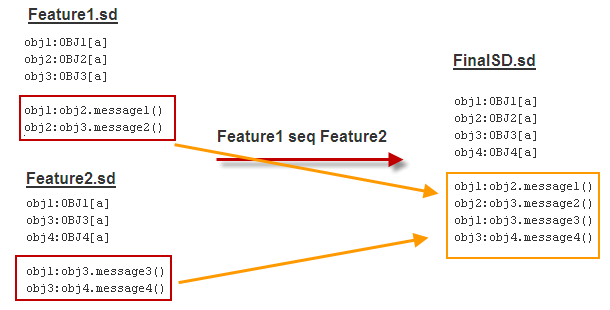 Feature1.sd
obj1:OBJ1[a]
obj2:OBJ2[a]
obj3:OBJ3[a]
obj1:obj2.message1()
obj2:obj3.message2()
Feature2.sd
obj1:OBJ1[a]
obj3:OBJ3[a]
obj4:OBJ4[a]
obj1:obj3.message3()
obj3:obj4.message4()
Feature1 seq Feature2
FinalSD.sd
obj1:OBJ1[a]
obj2:OBJ2[a]
obj3:OBJ3[a]
obj4:OBJ4[a]
obj1:obj2.message1()
obj2:obj3.message2()
obj1:obj3.message3()
obj3:obj4.message4()